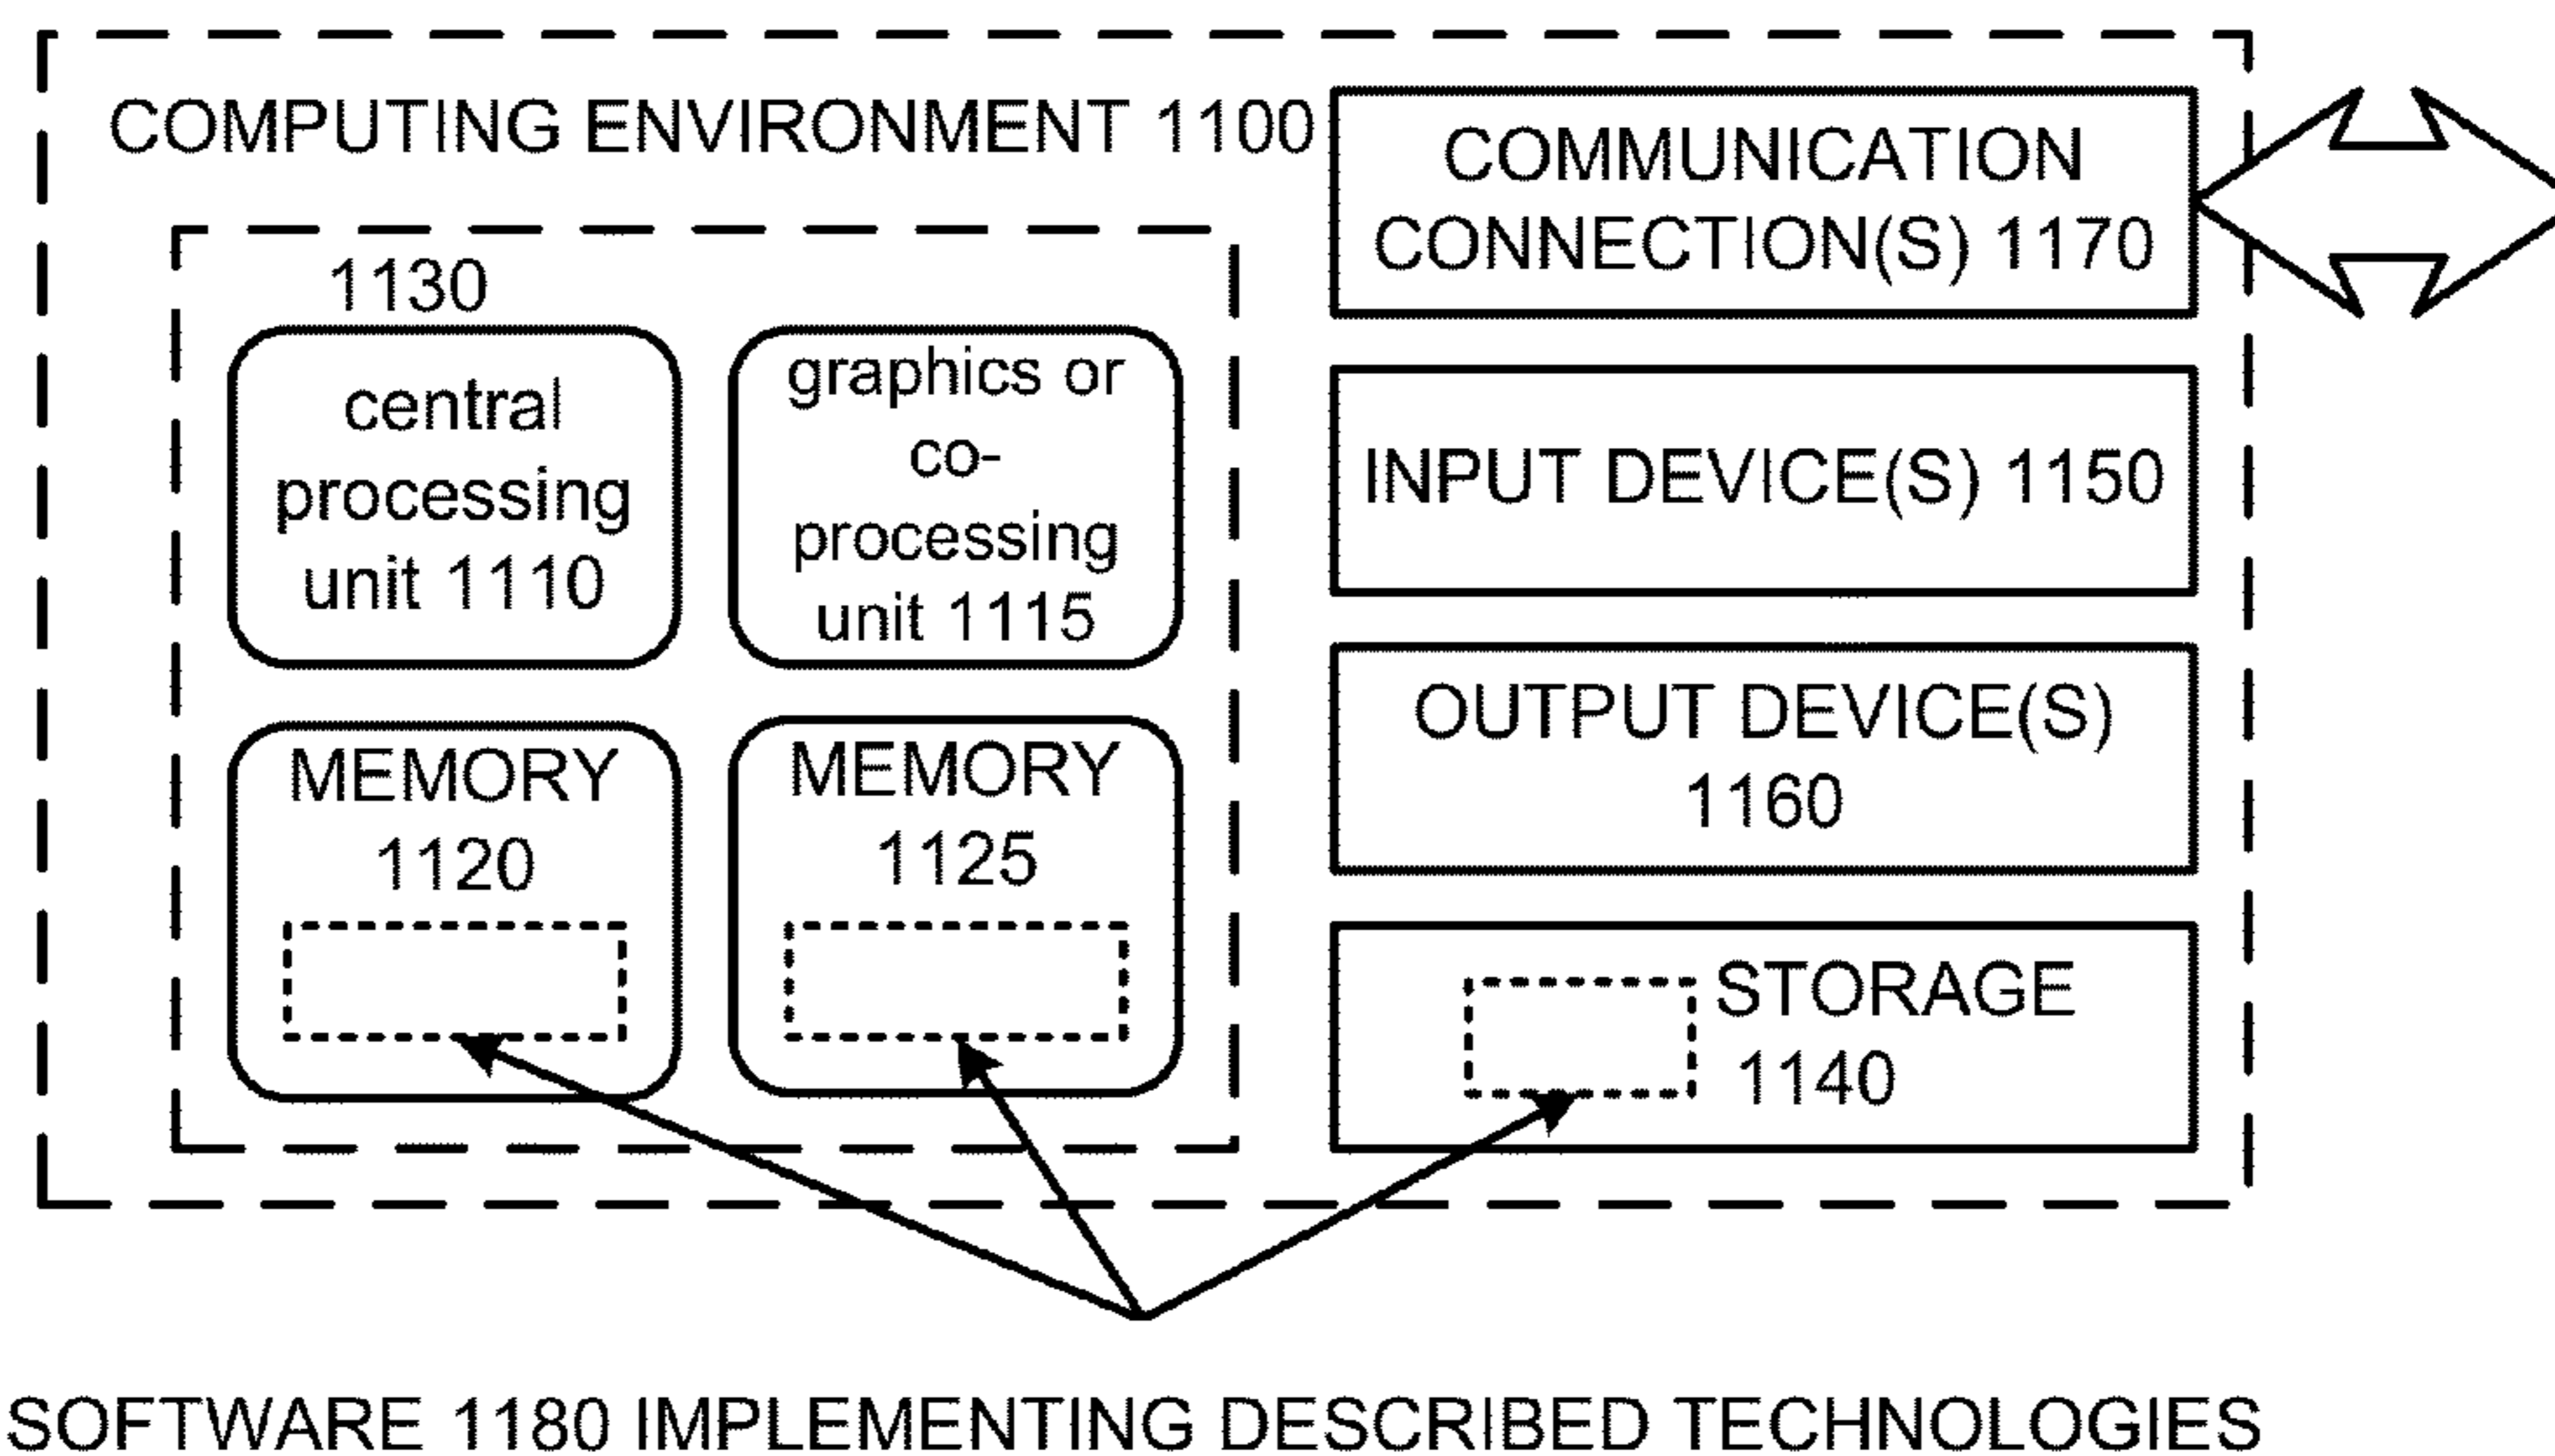 COMPUTING ENVIRONMENT 1100
1130
central
processing
unit 1110
graphics or
co-
processing
unit 1115
MEMORY
1120
MEMORY
1125
COMMUNICATION
CONNECTION(S) 1170
INPUT DEVICE(S) 1150
OUTPUT DEVICE(S)
1160
STORAGE
1140
SOFTWARE 1180 IMPLEMENTING DESCRIBED TECHNOLOGIES